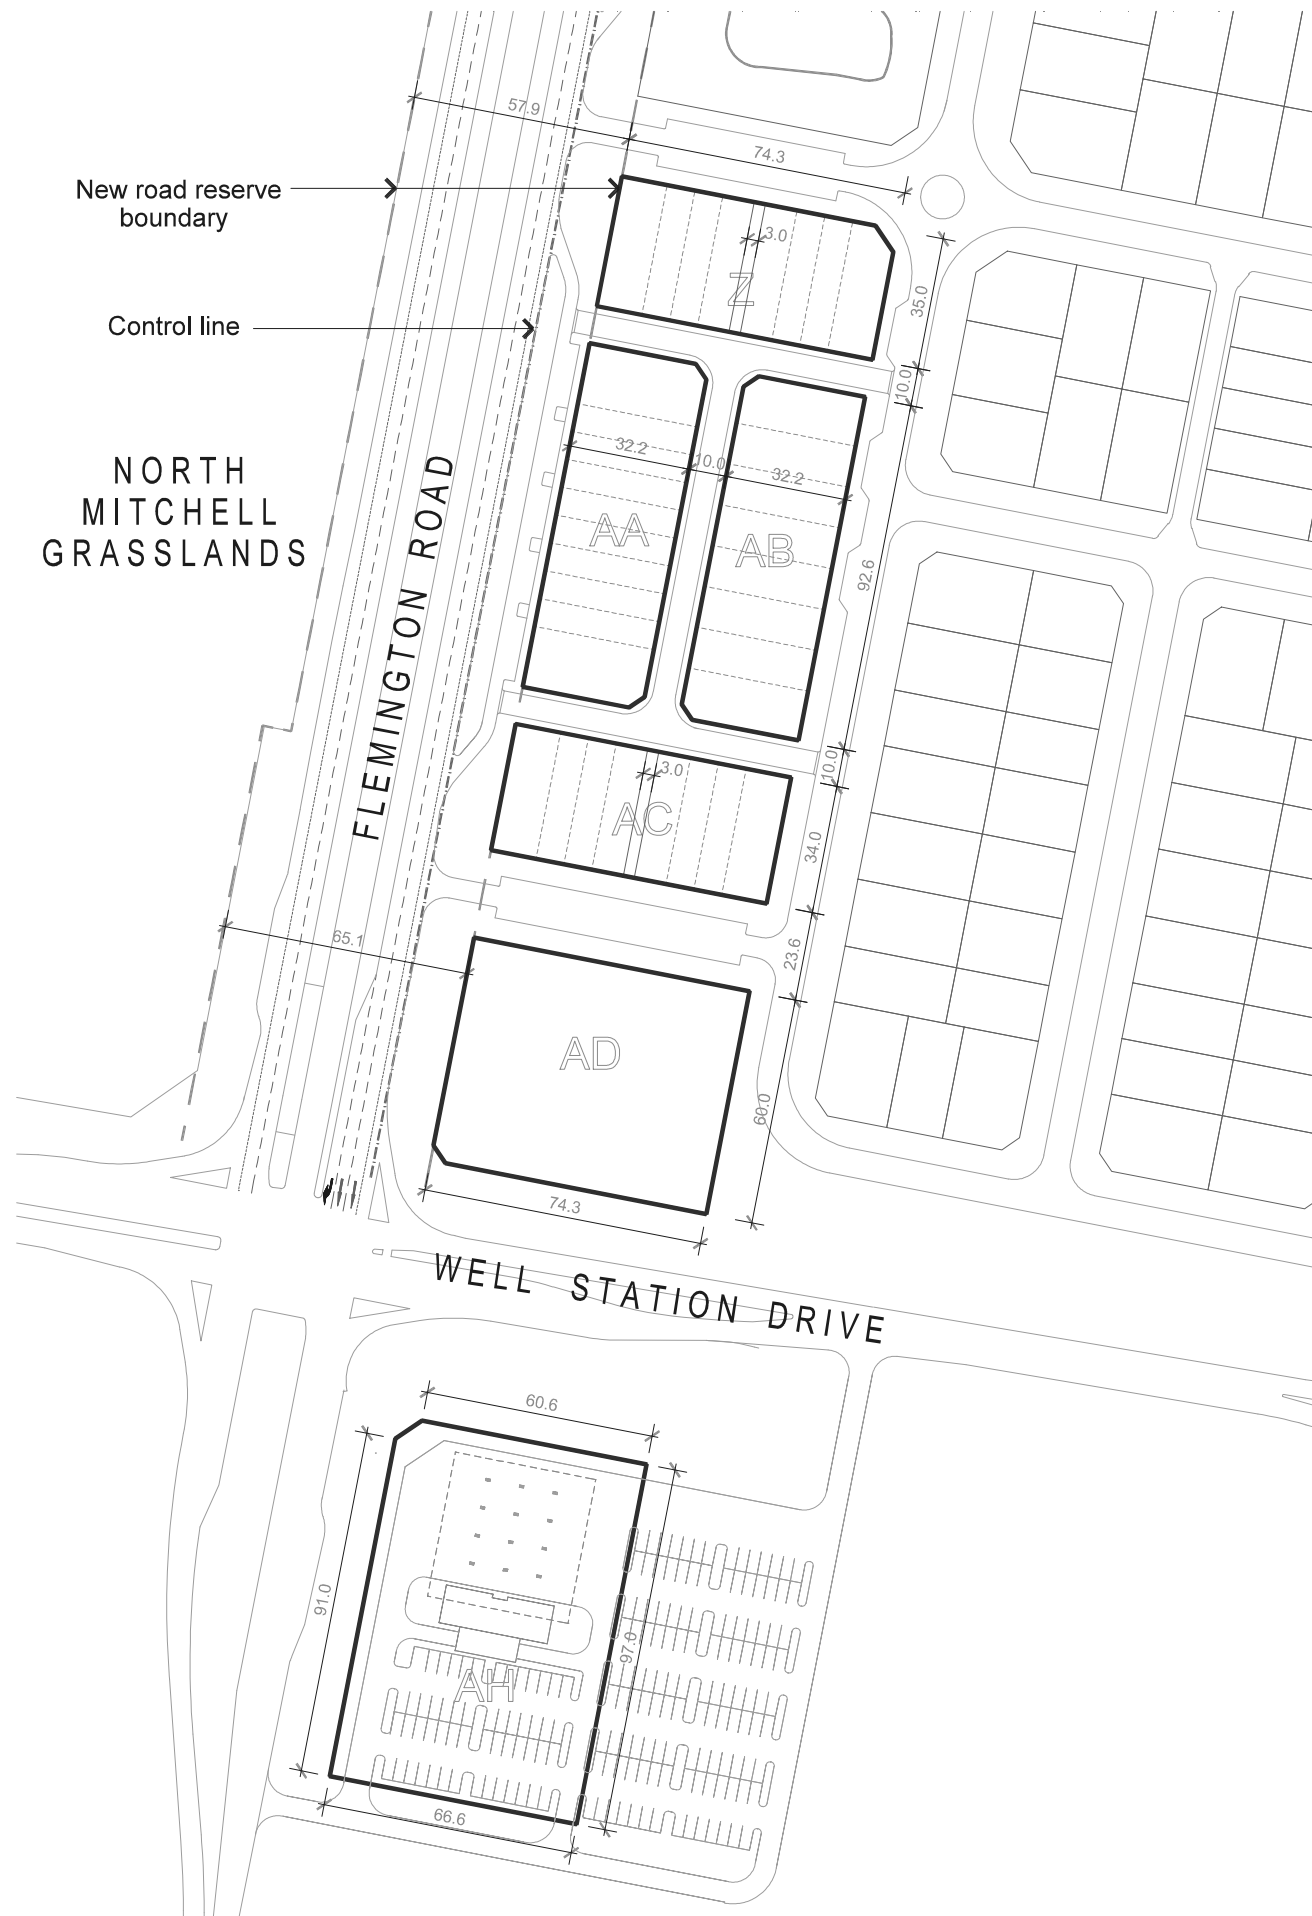 57.9
74.3
New road reserve
boundary
3.0
Z
35.0
Control line
10.0
32.2
10.0
32.2
NORTH
MITCHELL
GRASSLANDS
FLEMINGTON ROAD
AA
AB
92.6
10.0
3.0
AC
34.0
65.1
23.6
AD
60.0
74.3
WELL STATION DRIVE
60.6
91.0
97.0
AH
66.6